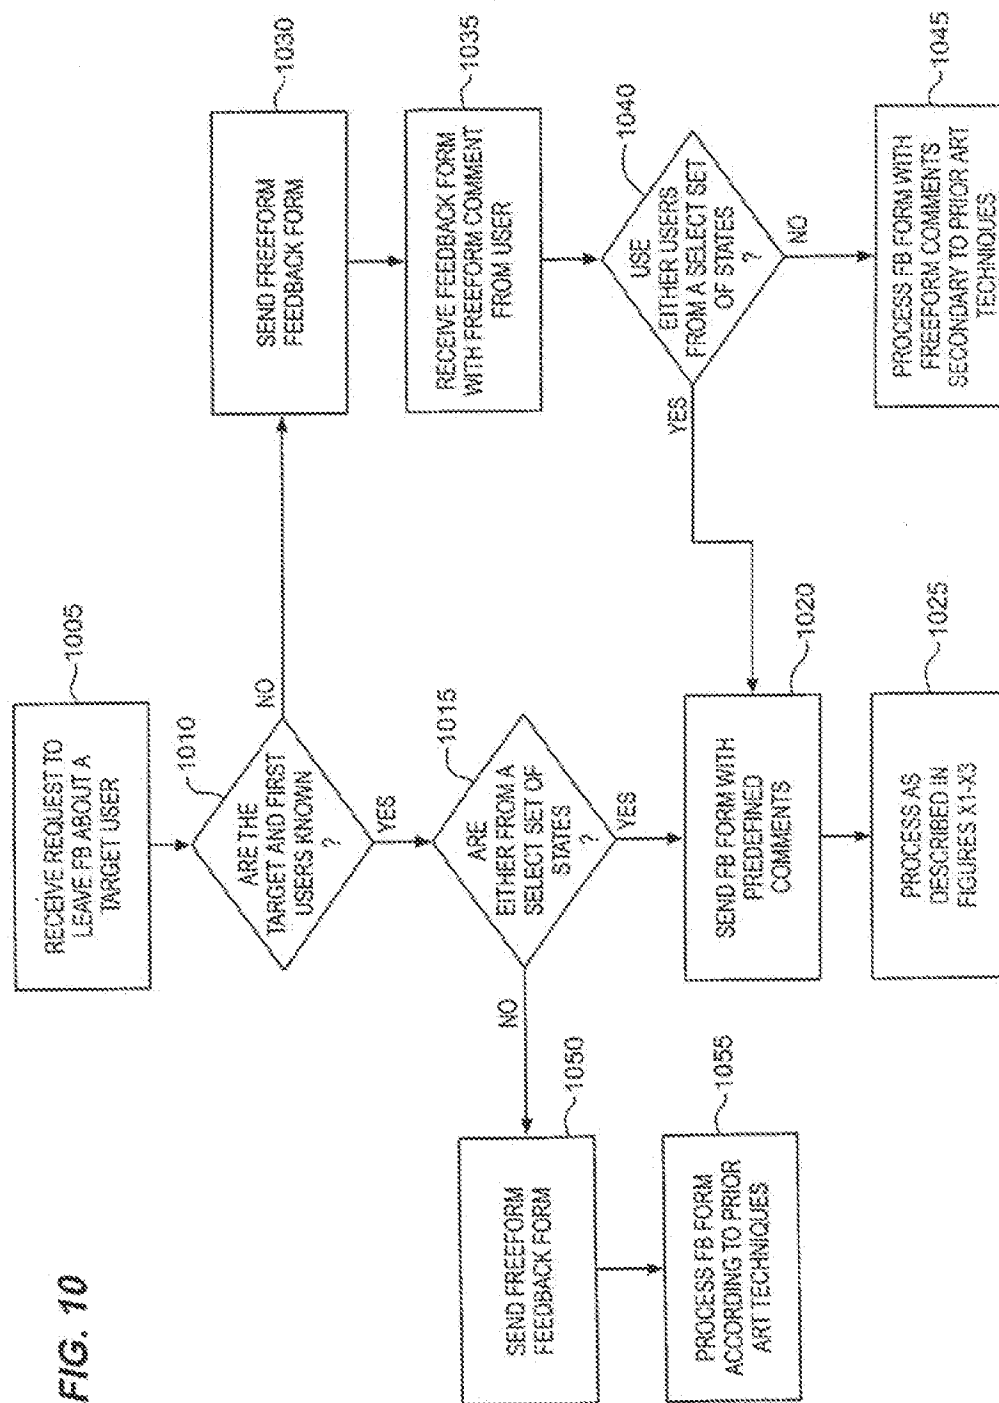 FIG. 10
RECEIVE REQUEST TO
LEAVE FB ABOUT A
TARGET USER
1005
ARE THE
TARGET AND FIRST
USERS KNOWN
?
1010
NO
YES
ARE
EITHER FROM A
SELECT SET OF
STATES
?
1015
NO
YES
SEND FB FORM WITH
PREDEFINED
COMMENTS
1020
PROCESS AS
DESCRIBED IN
FIGURES X1-X3
1025
SEND FREEFORM
FEEDBACK FORM
1030
RECEIVE FEEDBACK FORM
WITH FREEFORM COMMENT
FROM USER
1035
USE
EITHER USERS
FROM A SELECT SET
OF STATES
?
1040
YES
NO
PROCESS FB FORM WITH
FREEFORM COMMENTS
SECONDARY TO PRIOR ART
TECHNIQUES
1045
SEND FREEFORM
FEEDBACK FORM
1050
PROCESS FB FORM
ACCORDING TO PRIOR
ART TECHNIQUES
1055